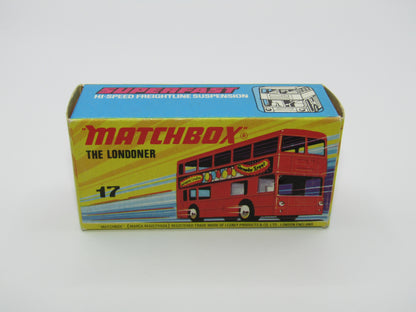 SUPERFAST
HI-SPEED FREIGHTLINE SUSPENSION
"MATCHBOX"®
THE LONDONER
17
"MATCHBOX" (MARCA REGISTRADA) REGISTERED TRADE MARK OF LESNEY PRODUCTS & CO. LTD. LONDON ENGLAND